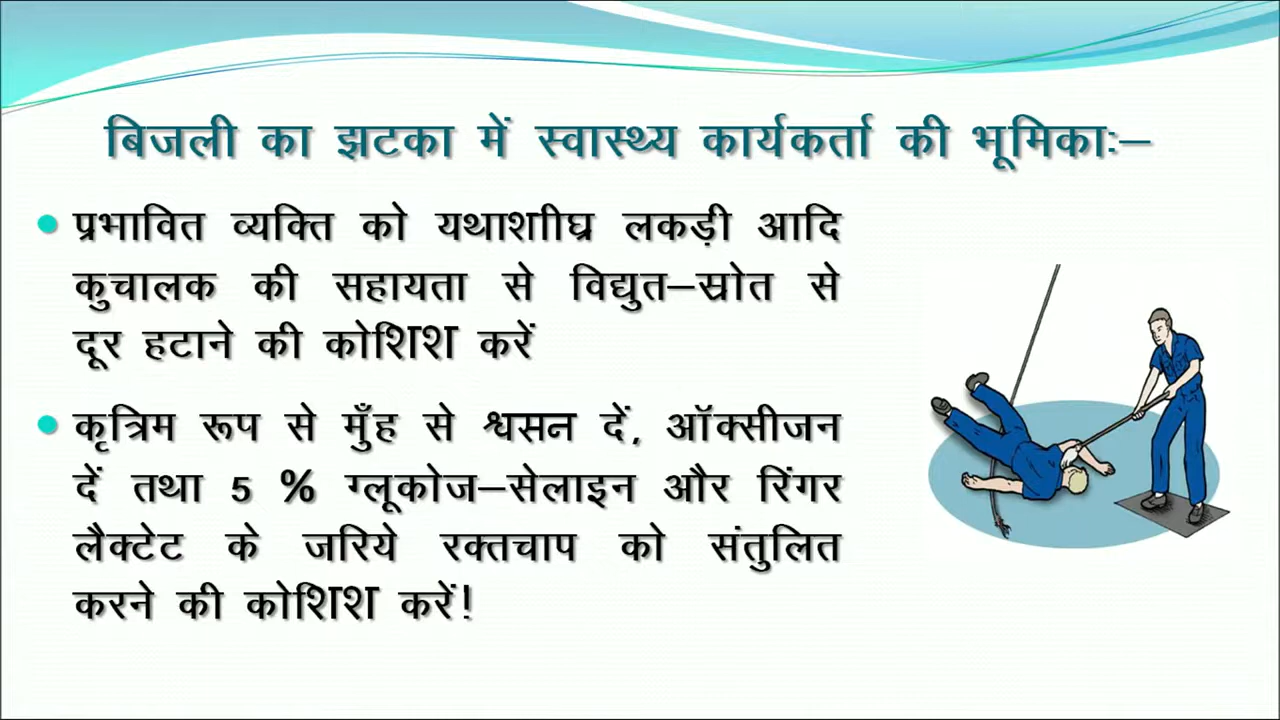 बिजली का झटका में स्वास्थ्य कार्यकर्ता की भूमिकाः–
• प्रभावित व्यक्ति को यथाशाीघ्र लकड़ी आदि
कुचालक की सहायता से विद्युत–स्रोत से
दूर हटाने की कोशिश करें
• कृत्रिम रूप से मुँह से श्वसन दें, ऑक्सीजन
दें तथा 5 % ग्लूकोज–सेलाइन और रिंगर
लैक्टेट के जरिये रक्तचाप को संतुलित
करने की कोशिश करें!